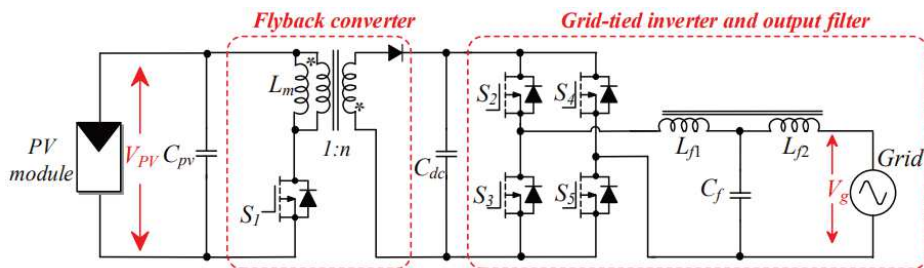 Flyback converter
Grid-tied inverter and output filter
PV module
V_PV
C_pv
L_m
*
*
1:n
S_1
C_dc
S_2
S_4
S_3
S_5
L_f1
L_f2
C_f
V_g
Grid